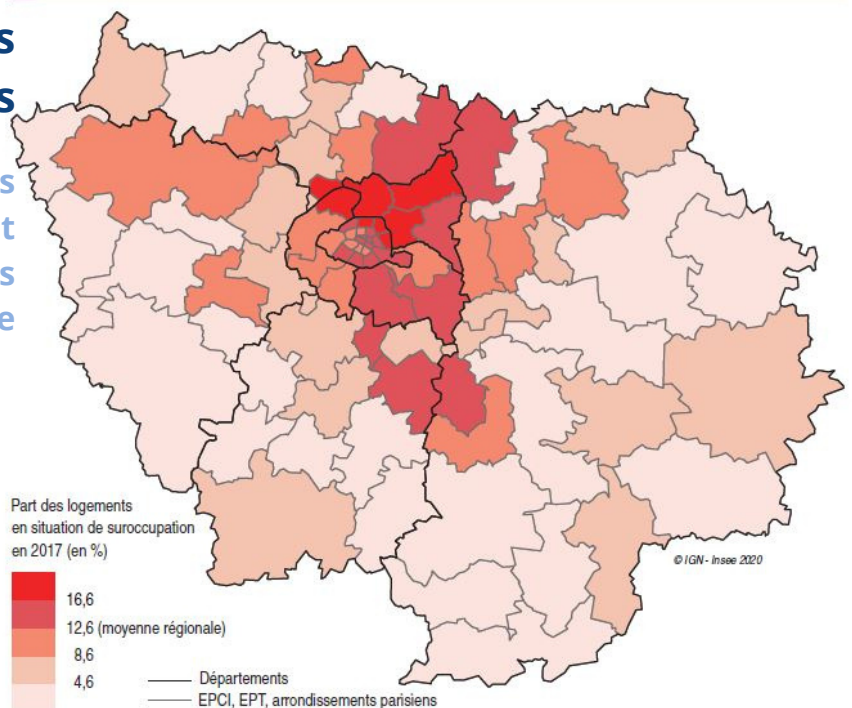 s
s
s
t
s
e
Part des logements
en situation de suroccupation
en 2017 (en %)
16,6
12,6 (moyenne régionale)
8,6
4,6
Départements
EPCI, EPT, arrondissements parisiens
© IGN - Insee 2020